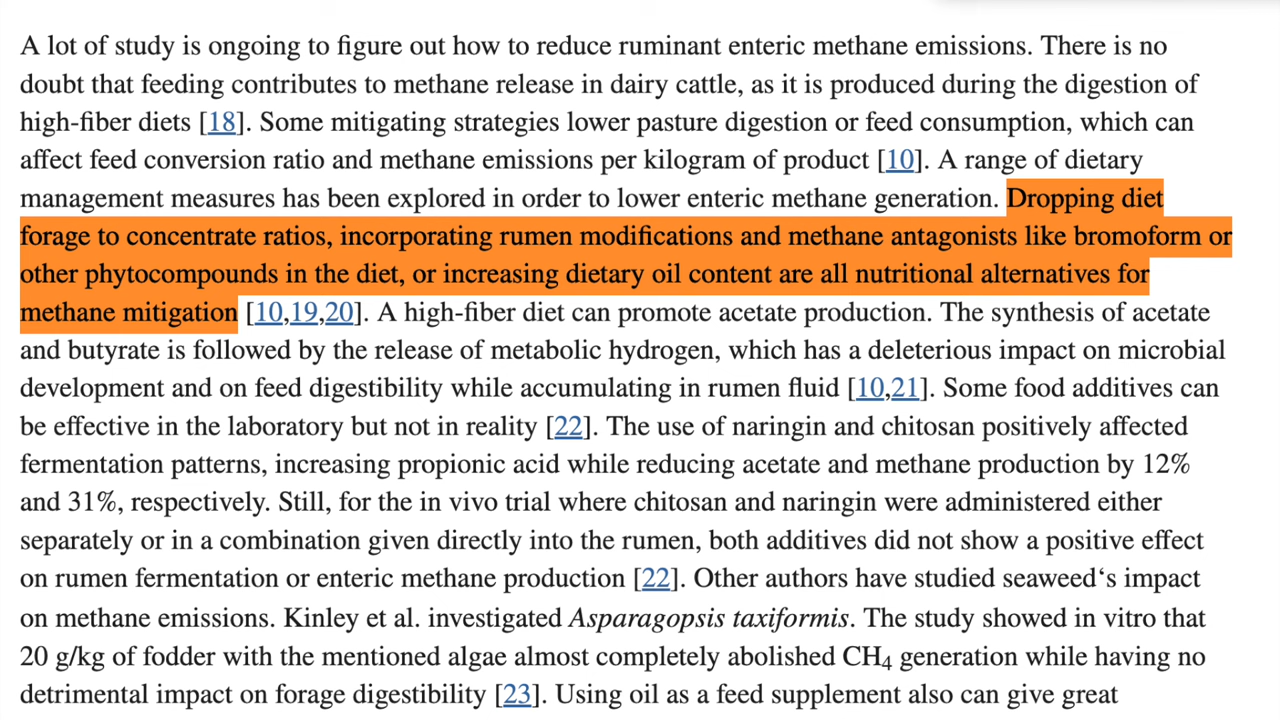 A lot of study is ongoing to figure out how to reduce ruminant enteric methane emissions. There is no
doubt that feeding contributes to methane release in dairy cattle, as it is produced during the digestion of
high-fiber diets [18]. Some mitigating strategies lower pasture digestion or feed consumption, which can
affect feed conversion ratio and methane emissions per kilogram of product [10]. A range of dietary
management measures has been explored in order to lower enteric methane generation. Dropping diet
forage to concentrate ratios, incorporating rumen modifications and methane antagonists like bromoform or
other phytocompounds in the diet, or increasing dietary oil content are all nutritional alternatives for
methane mitigation [10,19,20]. A high-fiber diet can promote acetate production. The synthesis of acetate
and butyrate is followed by the release of metabolic hydrogen, which has a deleterious impact on microbial
development and on feed digestibility while accumulating in rumen fluid [10,21]. Some food additives can
be effective in the laboratory but not in reality [22]. The use of naringin and chitosan positively affected
fermentation patterns, increasing propionic acid while reducing acetate and methane production by 12%
and 31%, respectively. Still, for the in vivo trial where chitosan and naringin were administered either
separately or in a combination given directly into the rumen, both additives did not show a positive effect
on rumen fermentation or enteric methane production [22]. Other authors have studied seaweed‘s impact
on methane emissions. Kinley et al. investigated Asparagopsis taxiformis. The study showed in vitro that
20 g/kg of fodder with the mentioned algae almost completely abolished CH₄ generation while having no
detrimental impact on forage digestibility [23]. Using oil as a feed supplement also can give great